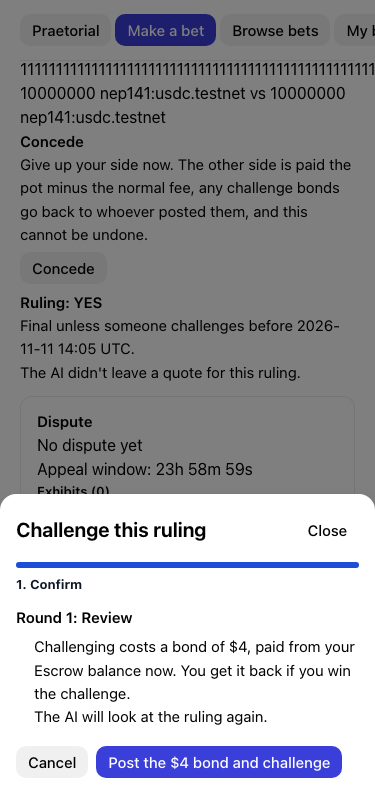 Praetorial Make a bet Browse bets My b
10000000 nep141:usdc.testnet vs 10000000
nep141:usdc.testnet
Concede
Give up your side now. The other side is paid the
pot minus the normal fee, any challenge bonds
go back to whoever posted them, and this
cannot be undone.
Concede
Ruling: YES
Final unless someone challenges before 2026-
11-11 14:05 UTC.
The AI didn't leave a quote for this ruling.
Dispute
No dispute yet
Appeal window: 23h 58m 59s
Exhibits (0)
Challenge this ruling Close
1. Confirm
Round 1: Review
Challenging costs a bond of $4, paid from your
Escrow balance now. You get it back if you win
the challenge.
The AI will look at the ruling again.
Cancel Post the $4 bond and challenge